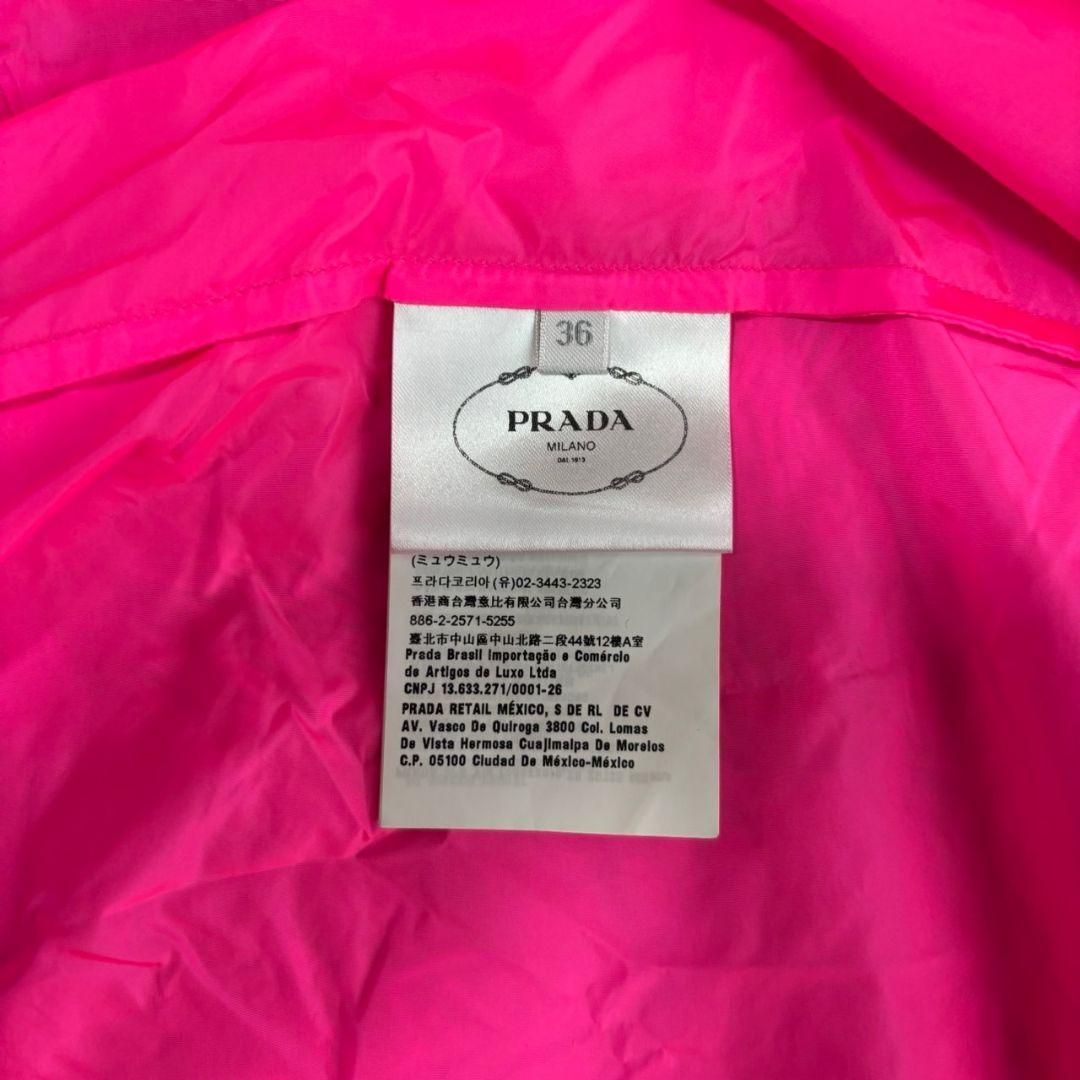 36
PRADA
MILANO
DAL 1913
(ミュウミュウ)
프라다코리아(유)02-3443-2323
香港商台灣意比有限公司台灣分公司
886-2-2571-5255
臺北市中山區中山北路二段44號12樓A室
Prada Brasil Importação e Comércio
de Artigos de Luxo Ltda
CNPJ 13.633.271/0001-26
PRADA RETAIL MÉXICO, S DE RL DE CV
AV. Vasco De Quiroga 3800 Col. Lomas
De Vista Hermosa Cuajimalpa De Morelos
C.P. 05100 Ciudad De México-México